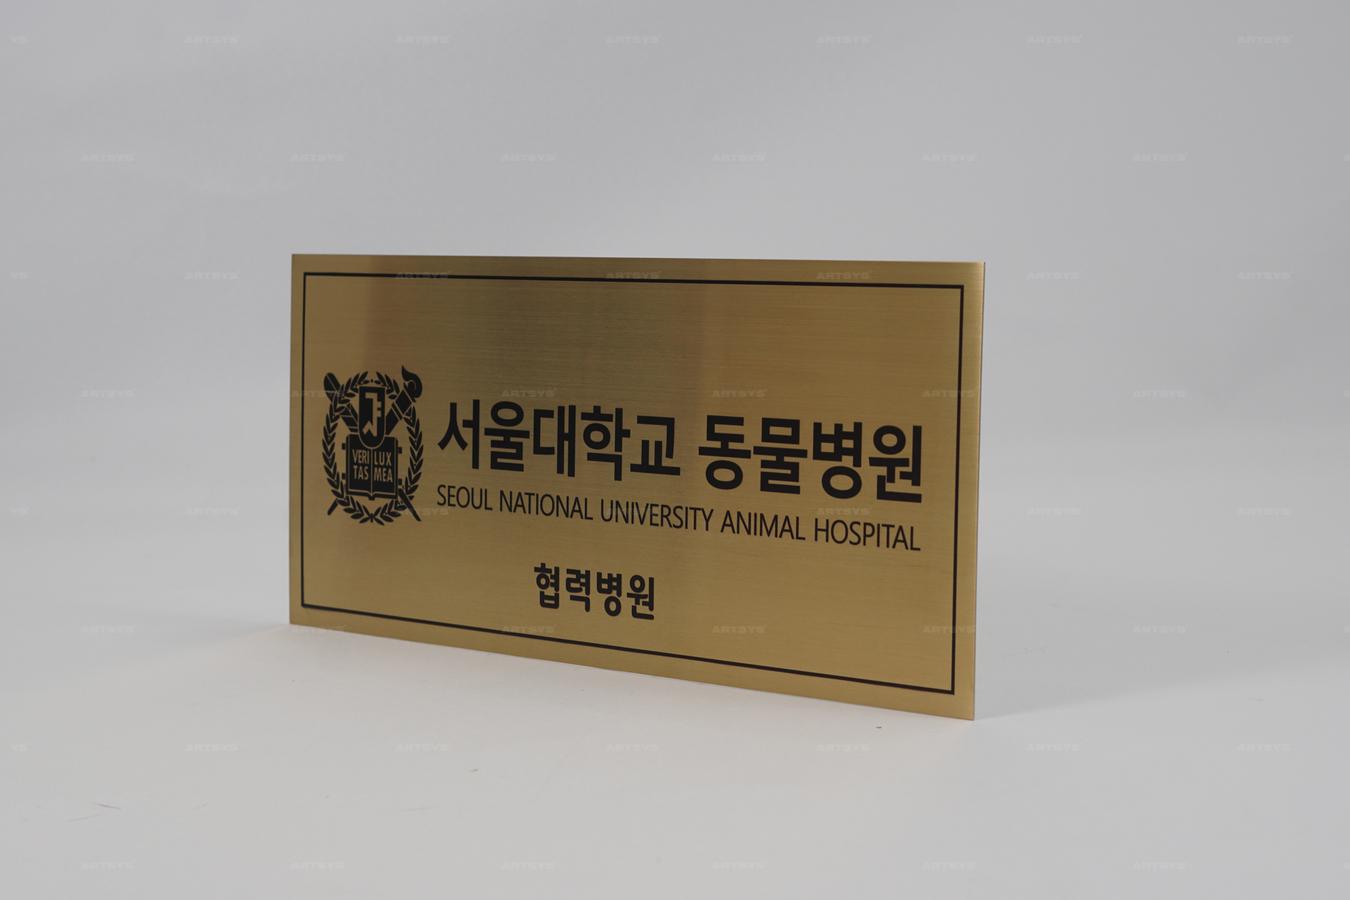 VERI LUX
TAS MEA
서울대학교 동물병원
SEOUL NATIONAL UNIVERSITY ANIMAL HOSPITAL
협력병원
ARTSYS